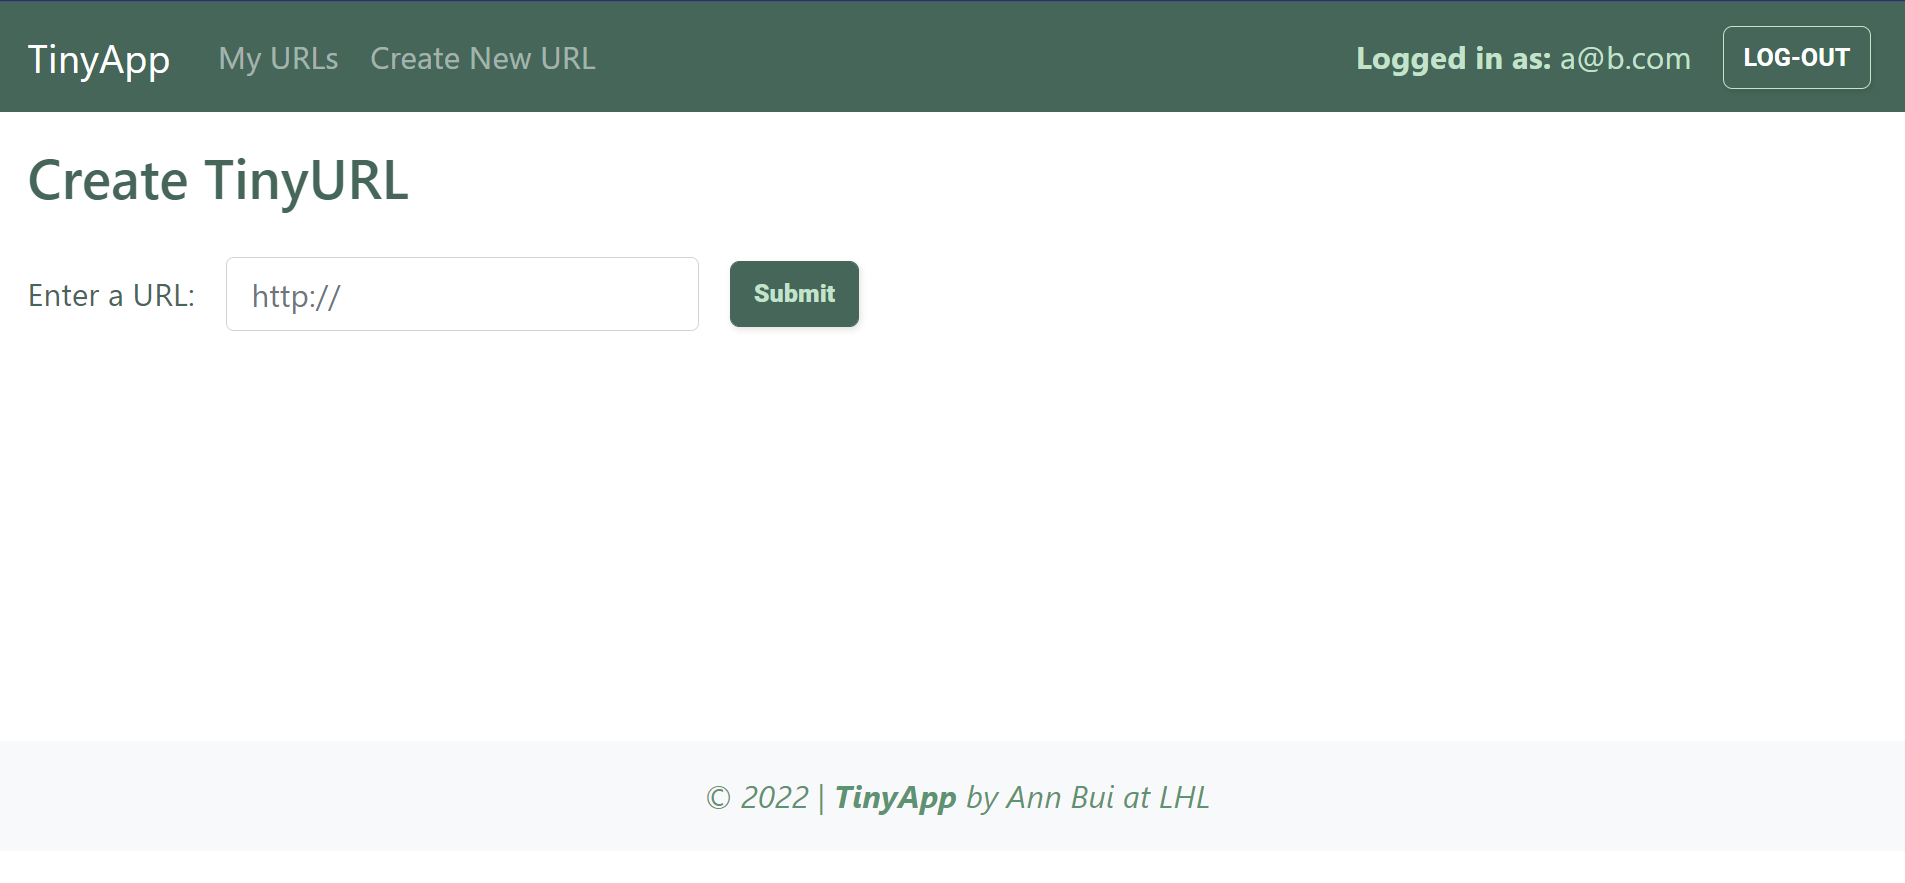 TinyApp My URLs Create New URL Logged in as: a@b.com LOG-OUT
Create TinyURL
Enter a URL: http:// Submit
© 2022 | TinyApp by Ann Bui at LHL